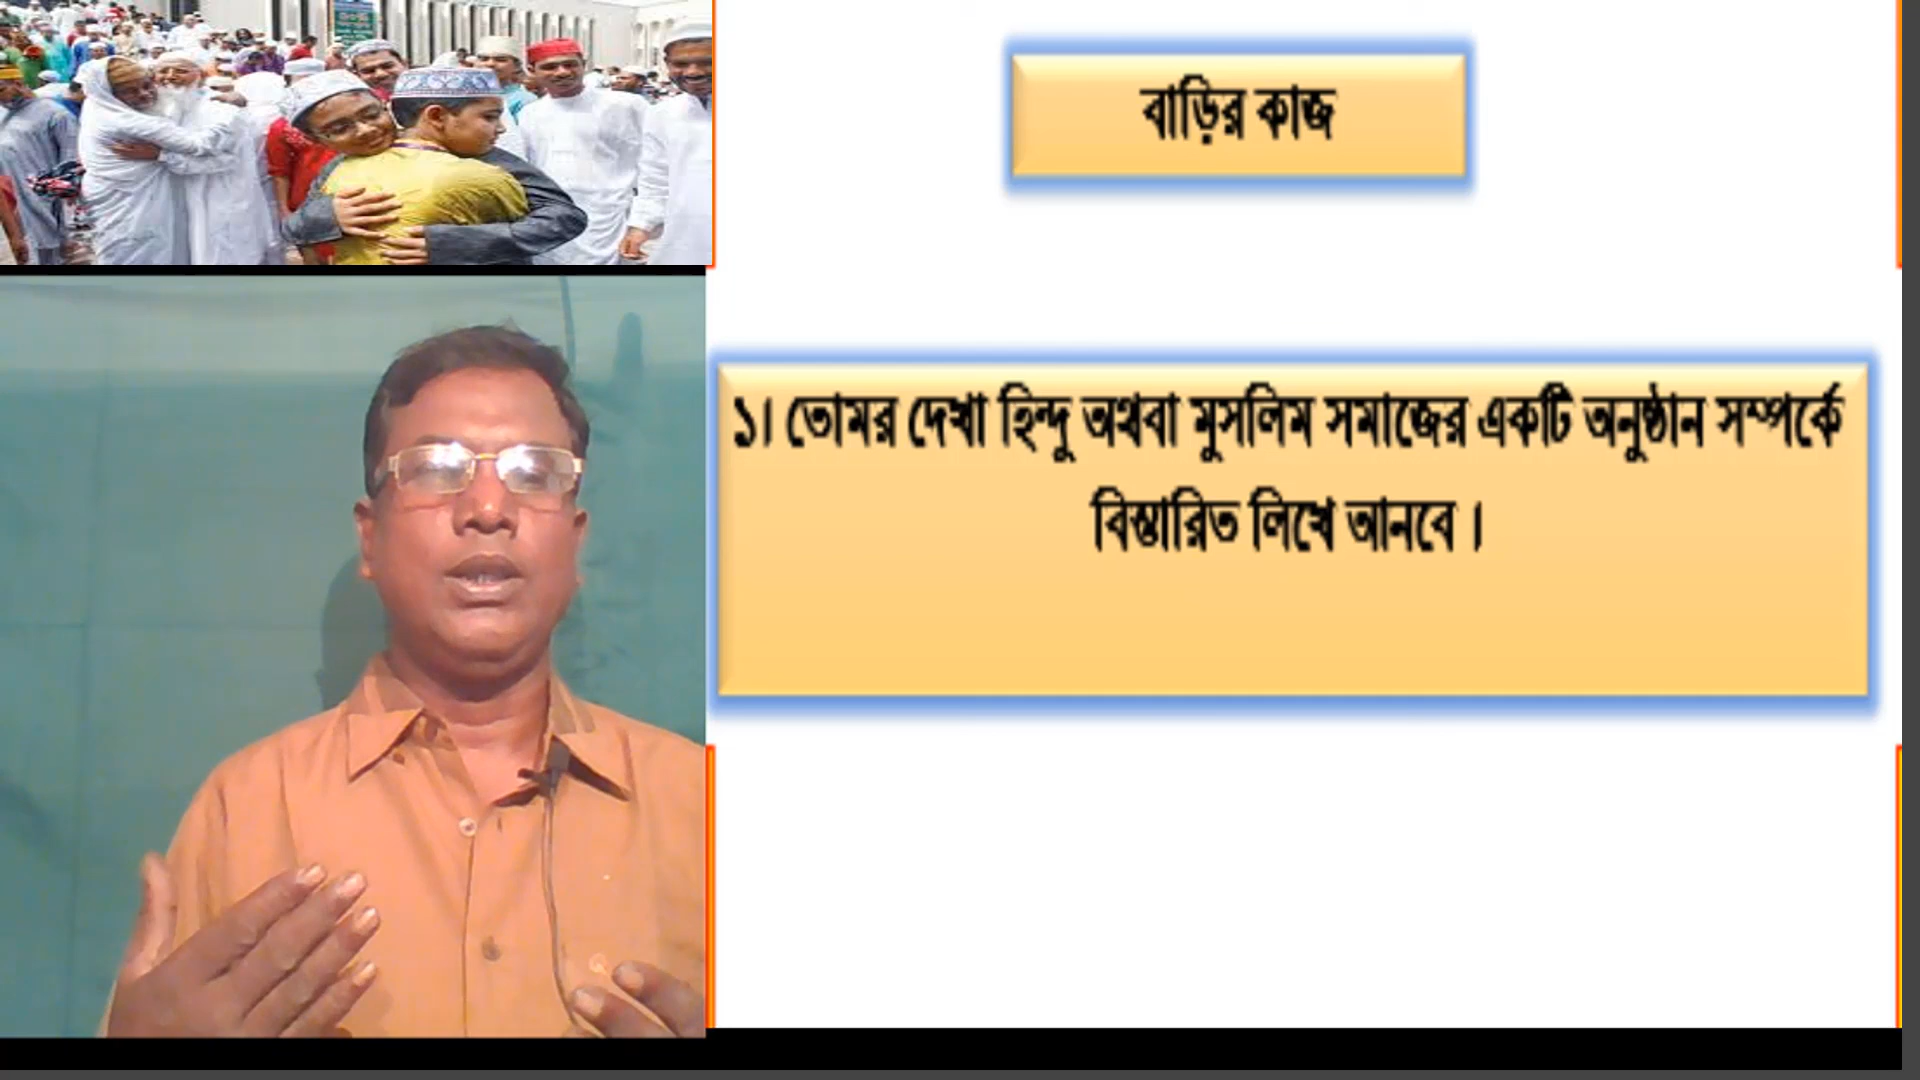 বাড়ির কাজ
১। তোমর দেখা হিন্দু অথবা মুসলিম সমাজের একটি অনুষ্ঠান সম্পর্কে
বিস্তারিত লিখে আনবে ।